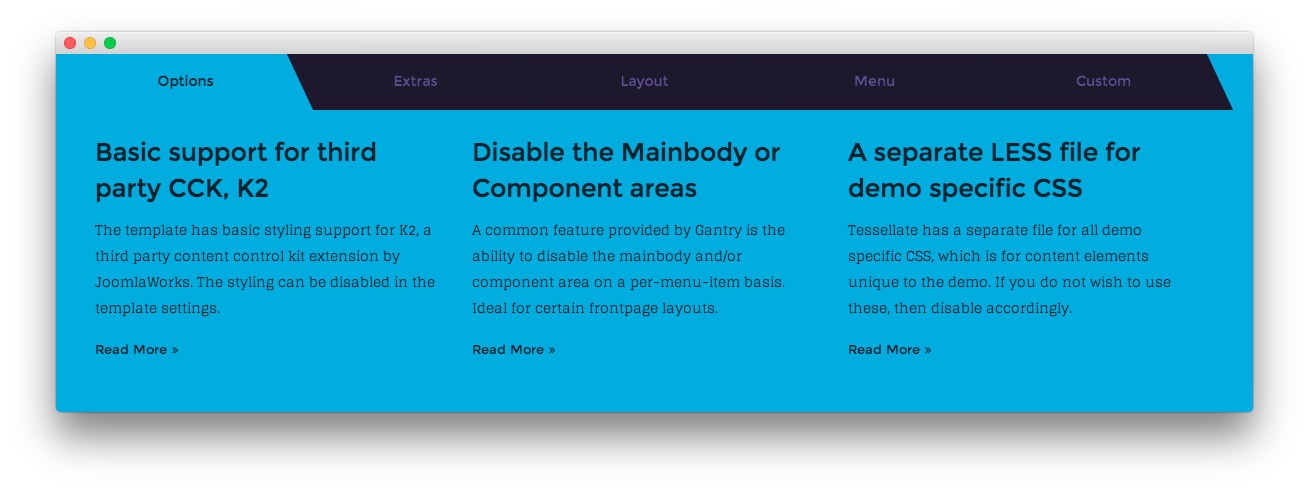 Options
Extras
Layout
Menu
Custom
Basic support for third
party CCK, K2
The template has basic styling support for K2, a
third party content control kit extension by
JoomlaWorks. The styling can be disabled in the
template settings.
Read More »
Disable the Mainbody or
Component areas
A common feature provided by Gantry is the
ability to disable the mainbody and/or
component area on a per-menu-item basis.
Ideal for certain frontpage layouts.
Read More »
A separate LESS file for
demo specific CSS
Tessellate has a separate file for all demo
specific CSS, which is for content elements
unique to the demo. If you do not wish to use
these, then disable accordingly.
Read More »